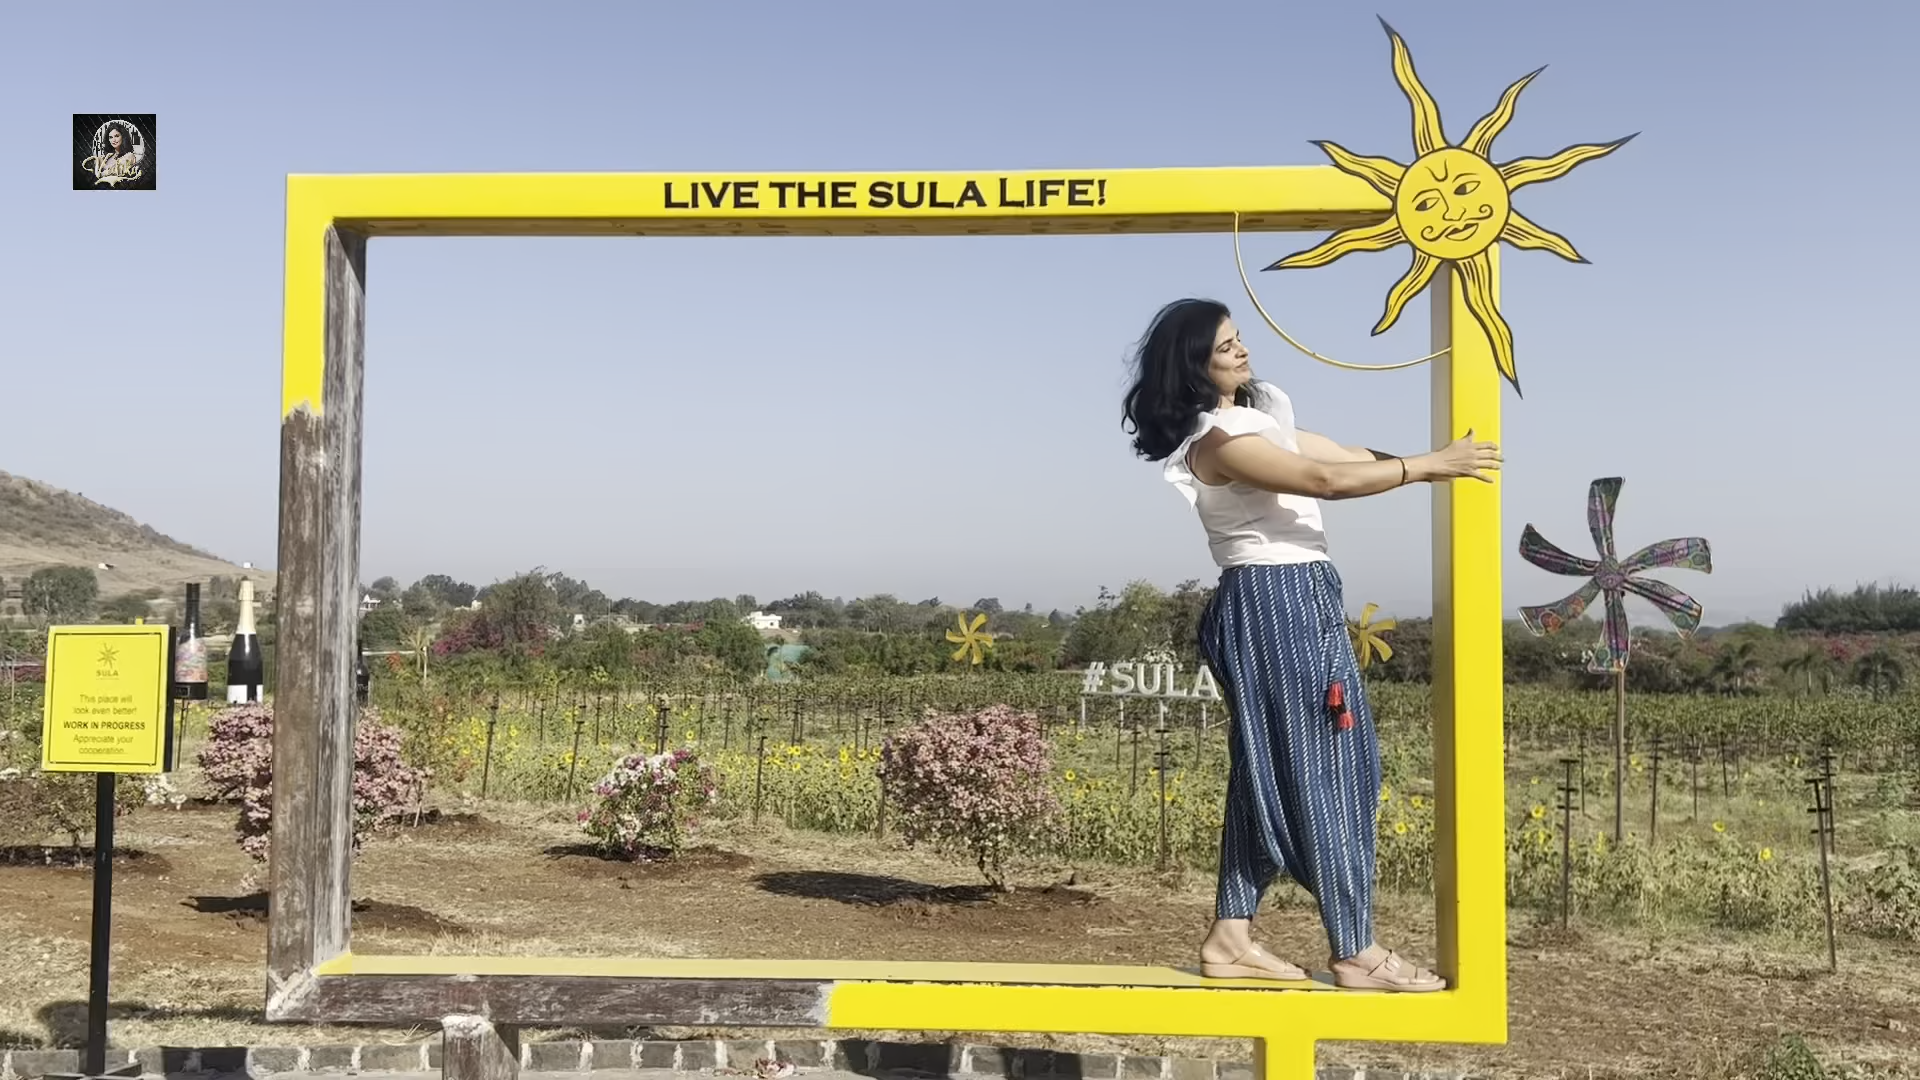 LIVE THE SULA LIFE!
SULA
This place will
look even better!
WORK IN PROGRESS
Appreciate your
cooperation.
#SULA